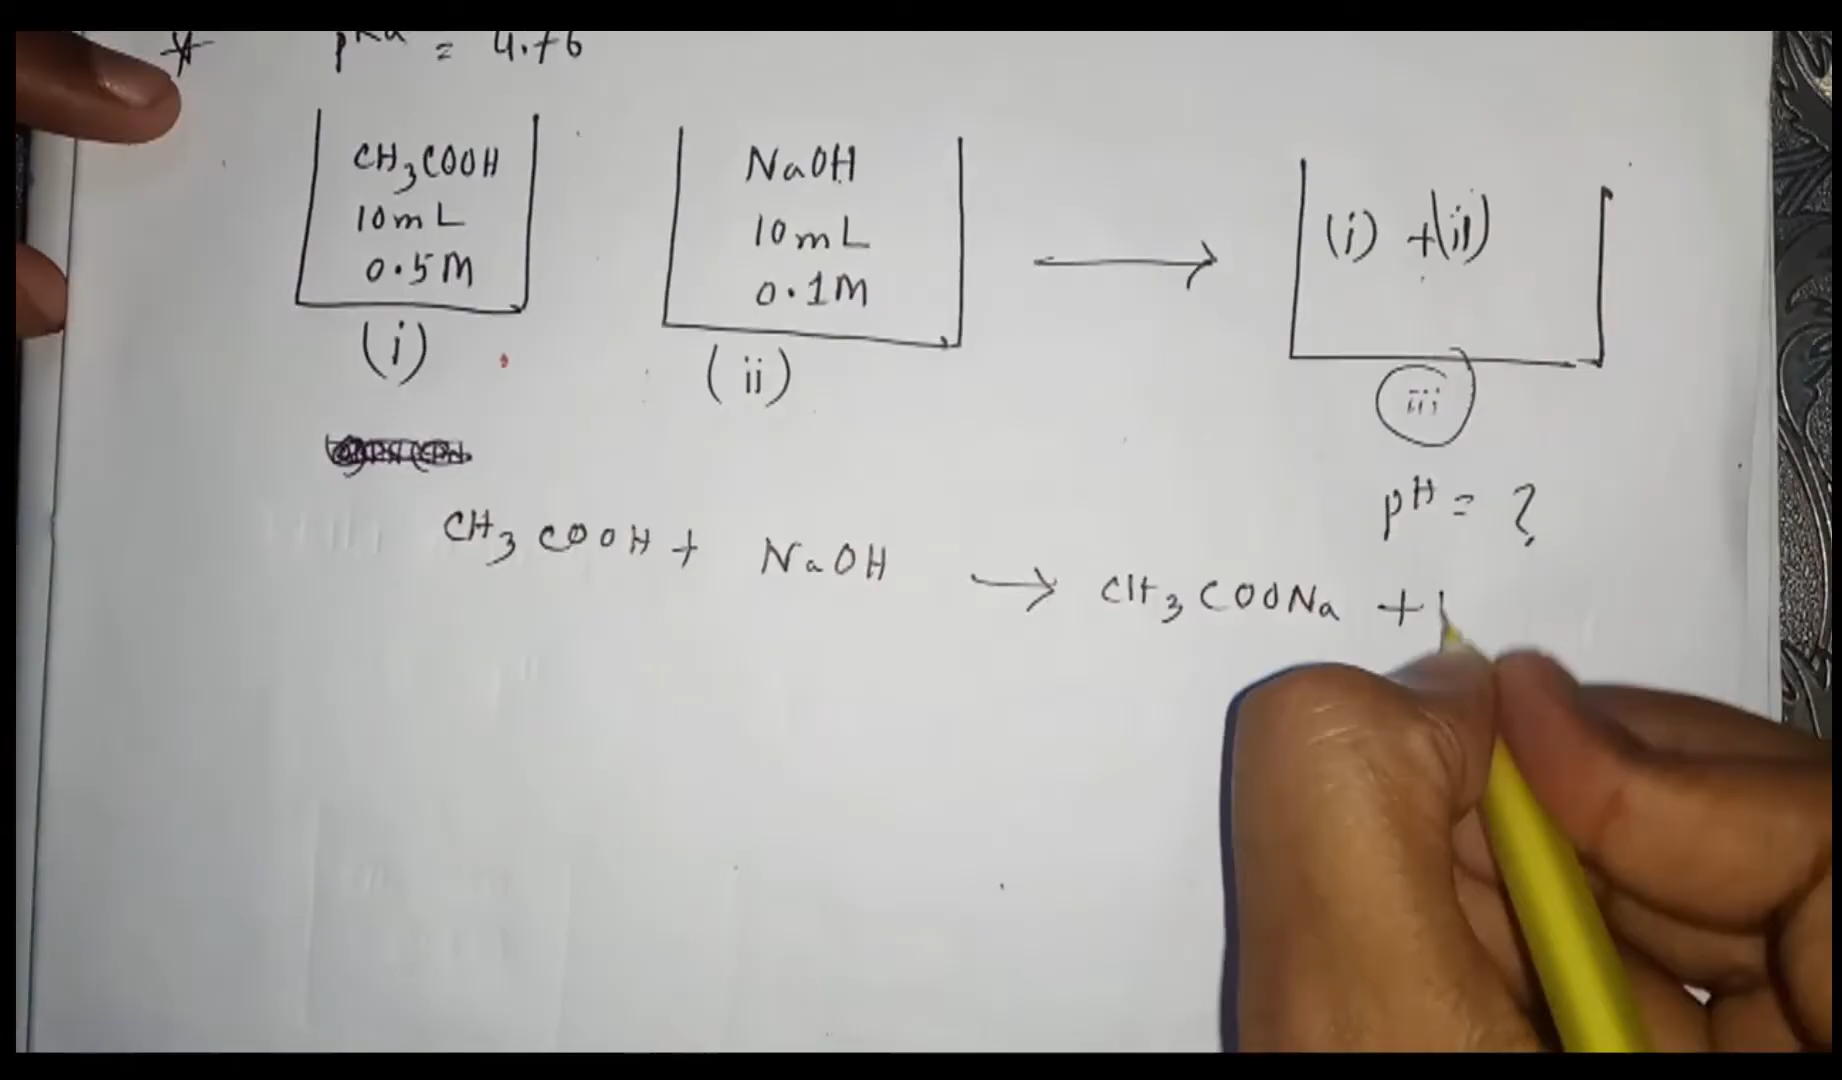 pKa = 4.76
CH3COOH
10mL
0.5M
(i)
NaOH
10mL
0.1M
(ii)
(i) + (ii)
iii
pH = ?
CH3COOH + NaOH → CH3COONa +